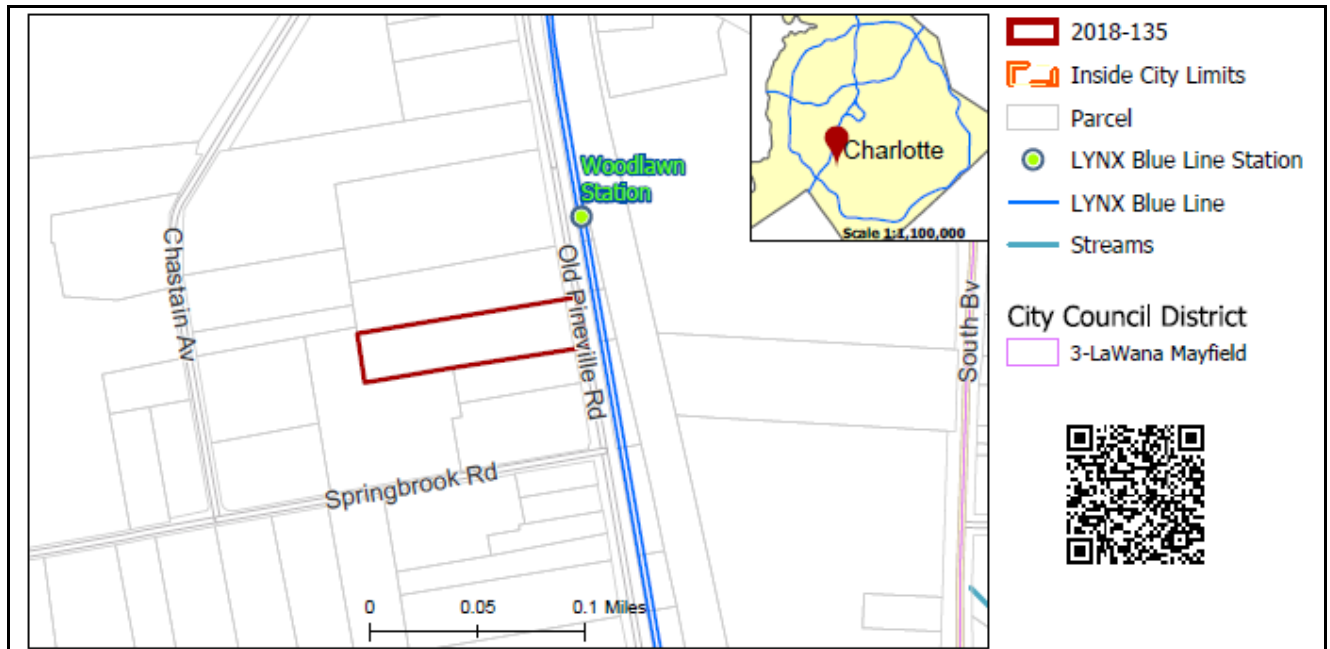 Woodlawn
Station
Chastain Av
Old Pineville Rd
South Bv
Springbrook Rd
0 0.05 0.1 Miles
Charlotte
Scale 1:1,100,000
2018-135
Inside City Limits
Parcel
LYNX Blue Line Station
LYNX Blue Line
Streams
City Council District
3-LaWana Mayfield